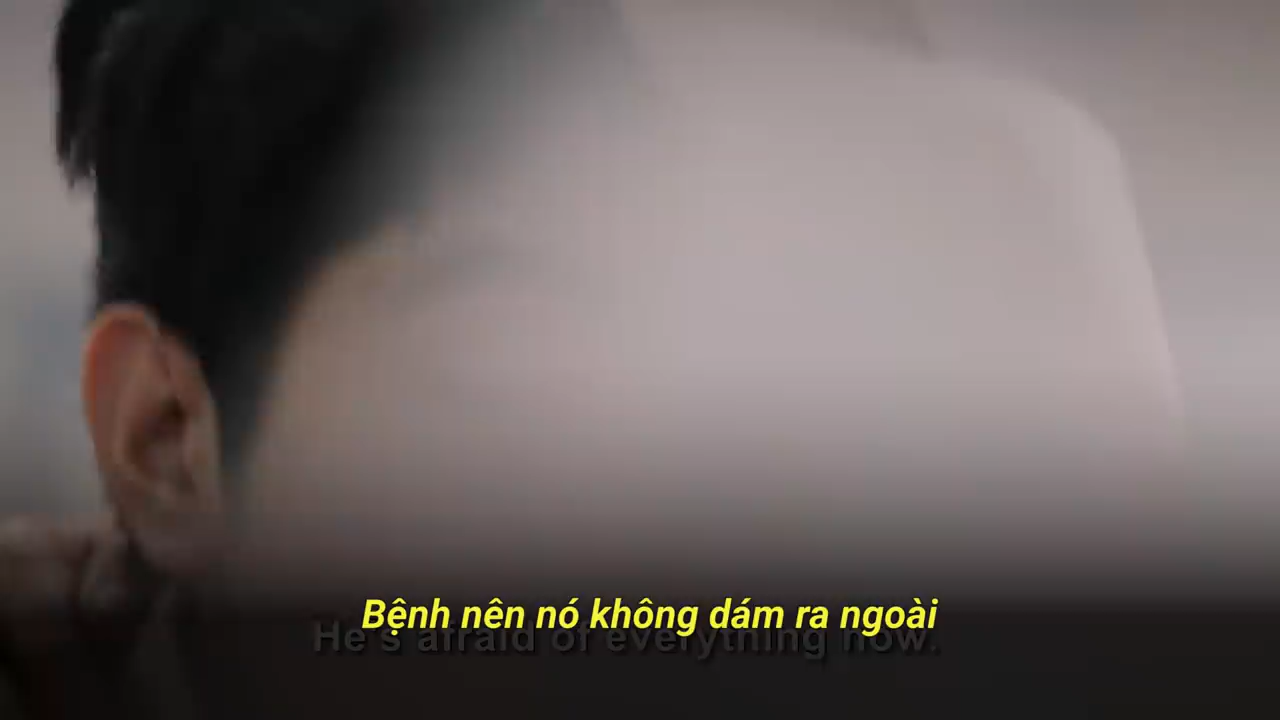 Bệnh nên nó không dám ra ngoài
He's afraid of everything now.